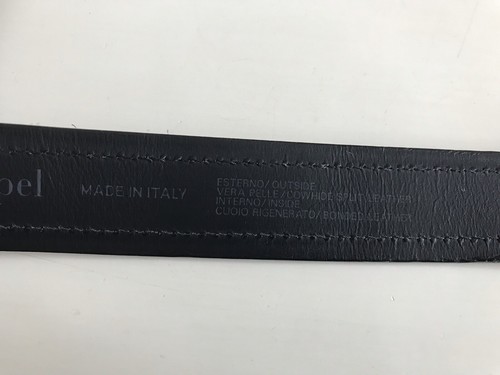 pel
MADE IN ITALY
ESTERNO/OUTSIDE
VERA PELLE/COWHIDE SPLIT LEATHER
INTERNO/INSIDE
CUOIO RIGENERATO/BONDED LEATHER